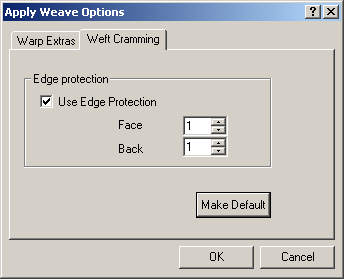 Apply Weave Options
Warp Extras Weft Cramming
Edge protection
Use Edge Protection
Face 1
Back 1
Make Default
OK Cancel